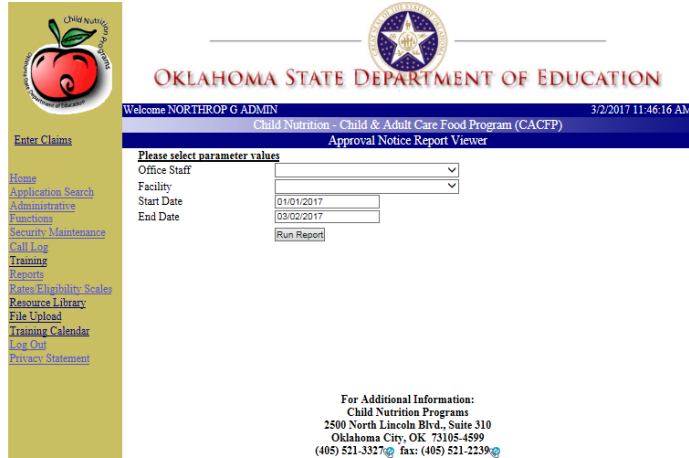 Child Nutrition Programs
Oklahoma State Department of Education
OKLAHOMA STATE DEPARTMENT OF EDUCATION
Welcome NORTHROP G ADMIN 3/2/2017 11:46:16 AM
Child Nutrition - Child & Adult Care Food Program (CACFP)
Approval Notice Report Viewer
Enter Claims
Home
Application Search
Administrative
Functions
Security Maintenance
Call Log
Training
Reports
Rates/Eligibility Scales
Resource Library
File Upload
Training Calendar
Log Out
Privacy Statement
Please select parameter values
Office Staff
Facility
Start Date 01/01/2017
End Date 03/02/2017
Run Report
For Additional Information:
Child Nutrition Programs
2500 North Lincoln Blvd., Suite 310
Oklahoma City, OK 73105-4599
(405) 521-3327 fax: (405) 521-2239